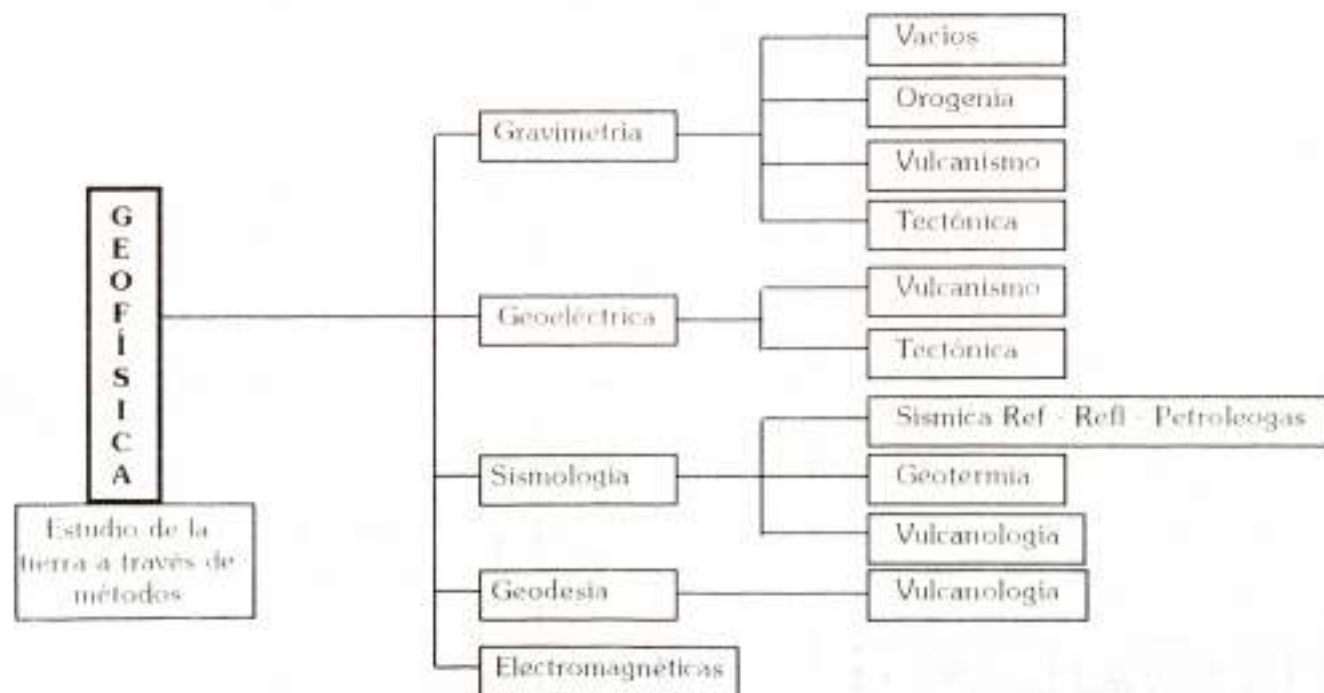 GEOFÍSICA
Estudio de la
tierra a través de
métodos
Gravimetria
Vacios
Orogenia
Vulcanismo
Tectónica
Geoeléctrica
Vulcanismo
Tectónica
Sismologia
Sismica Ref - Refl - Petroleogas
Geotermia
Vulcanologia
Geodesia
Vulcanologia
Electromagnéticas